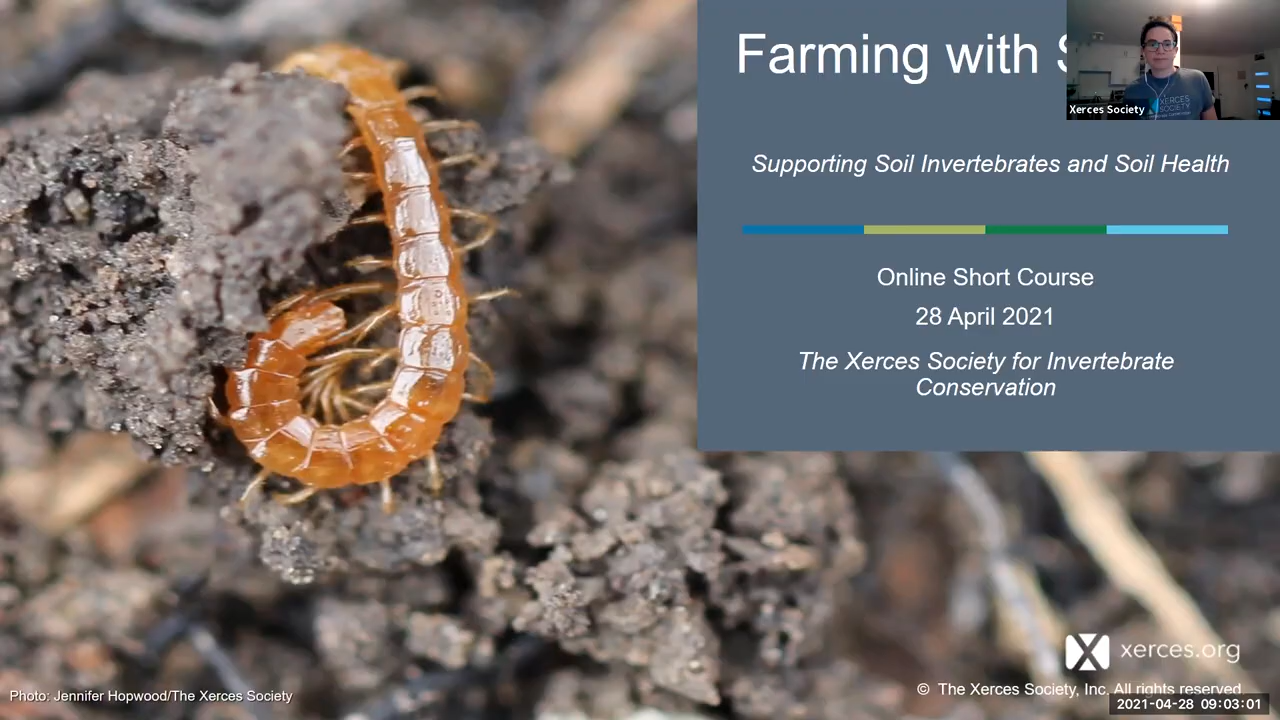 Farming with S
Xerces Society
XERCES
SOCIETY
Supporting Soil Invertebrates and Soil Health
Online Short Course
28 April 2021
The Xerces Society for Invertebrate
Conservation
xerces.org
Photo: Jennifer Hopwood/The Xerces Society
© The Xerces Society, Inc. All rights reserved
2021-04-28 09:03:01